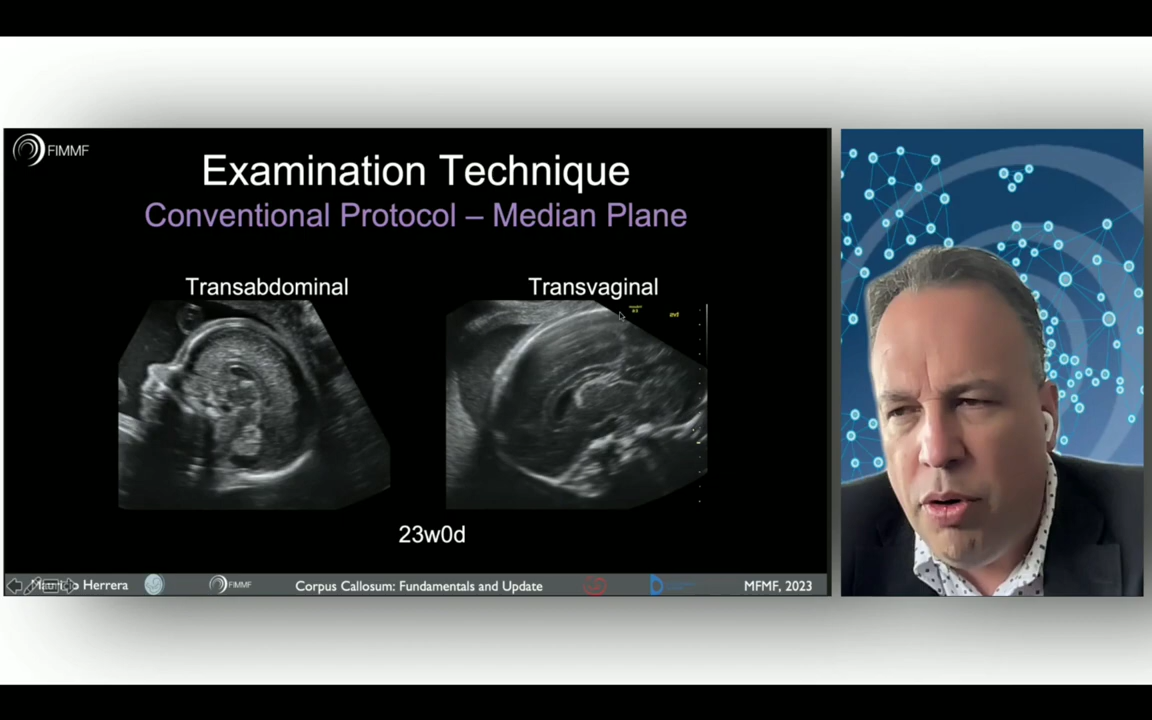 FIMMF
Examination Technique
Conventional Protocol – Median Plane
Transabdominal
Transvaginal
23w0d
Herrera
FIMMF
Corpus Callosum: Fundamentals and Update
MFMF, 2023